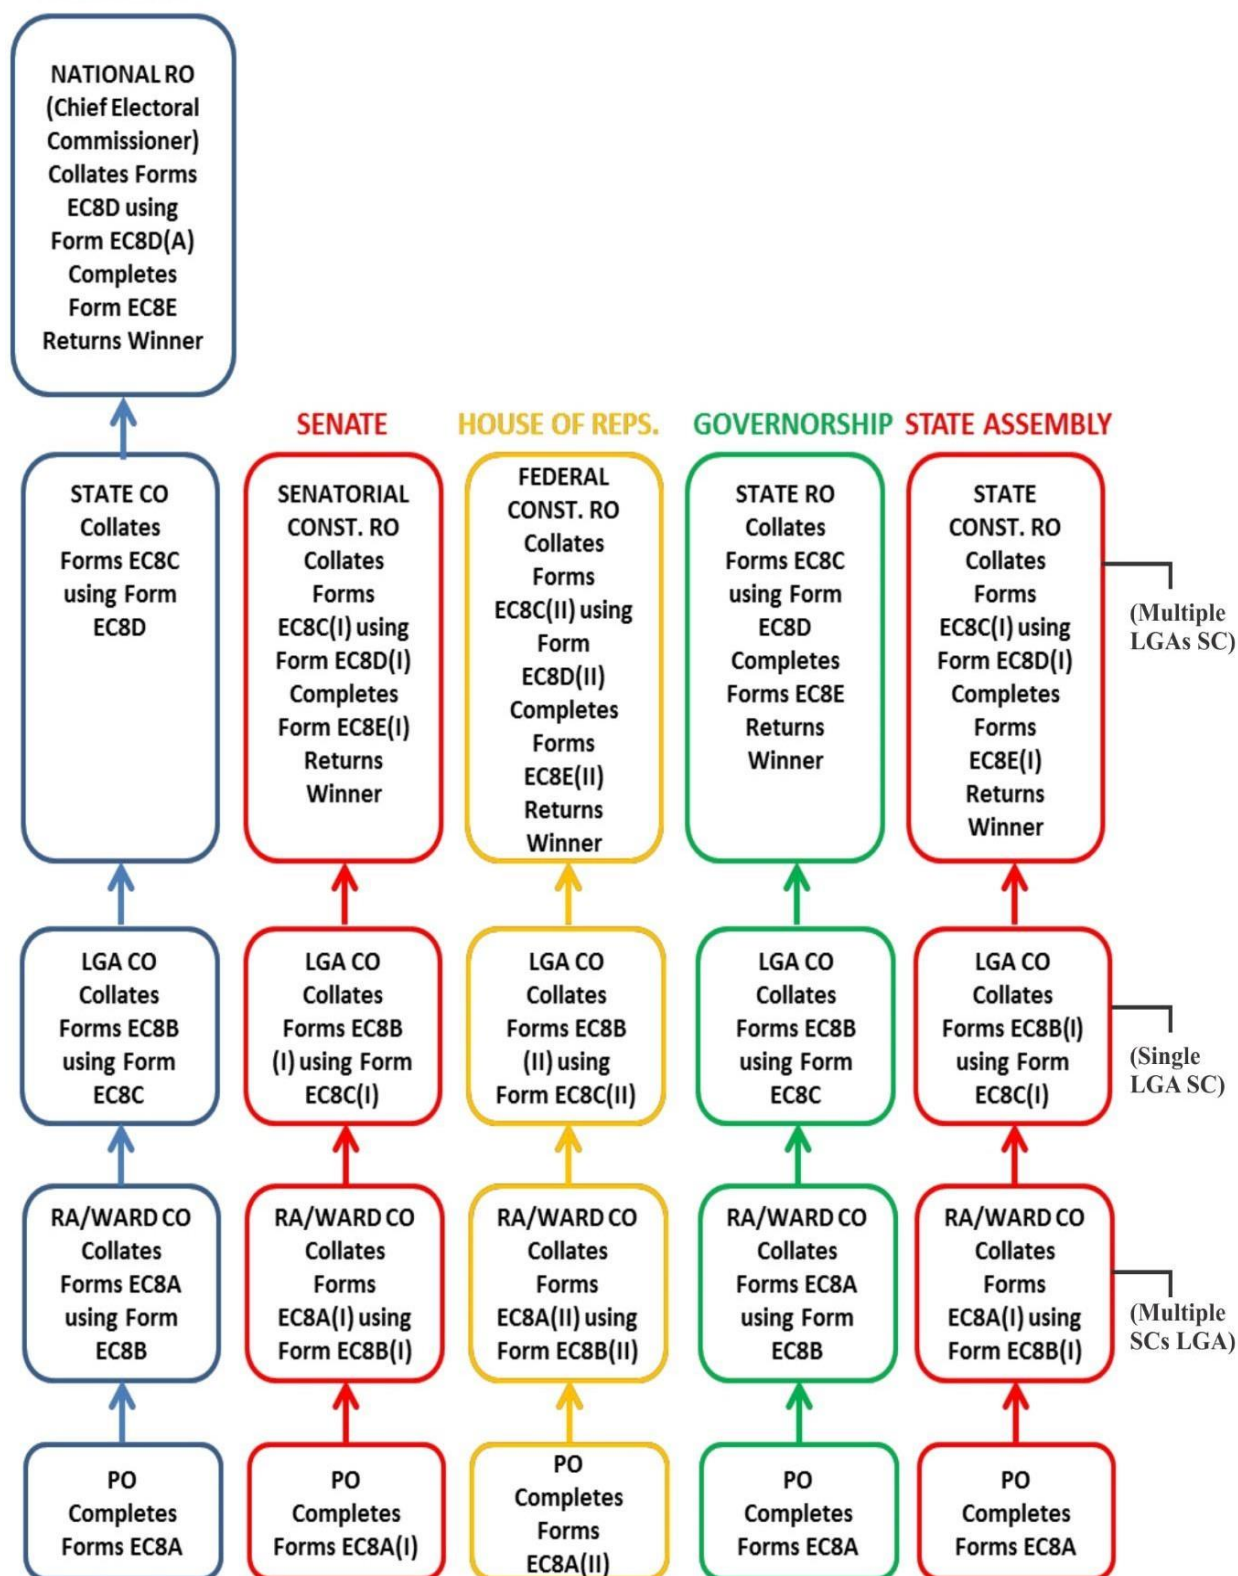 NATIONAL RO
(Chief Electoral
Commissioner)
Collates Forms
EC8D using
Form EC8D(A)
Completes
Form EC8E
Returns Winner
SENATE
HOUSE OF REPS.
GOVERNORSHIP
STATE ASSEMBLY
STATE CO
Collates
Forms EC8C
using Form
EC8D
SENATORIAL
CONST. RO
Collates
Forms
EC8C(I) using
Form EC8D(I)
Completes
Form EC8E(I)
Returns
Winner
FEDERAL
CONST. RO
Collates
Forms
EC8C(II) using
Form
EC8D(II)
Completes
Forms
EC8E(II)
Returns
Winner
STATE RO
Collates
Forms EC8C
using Form
EC8D
Completes
Forms EC8E
Returns
Winner
STATE
CONST. RO
Collates
Forms
EC8C(I) using
Form EC8D(I)
Completes
Forms
EC8E(I)
Returns
Winner
(Multiple
LGAs SC)
LGA CO
Collates
Forms EC8B
using Form
EC8C
LGA CO
Collates
Forms EC8B
(I) using Form
EC8C(I)
LGA CO
Collates
Forms EC8B
(II) using
Form EC8C(II)
LGA CO
Collates
Forms EC8B
using Form
EC8C
LGA CO
Collates
Forms EC8B(I)
using Form
EC8C(I)
(Single
LGA SC)
RA/WARD CO
Collates
Forms EC8A
using Form
EC8B
RA/WARD CO
Collates
Forms
EC8A(I) using
Form EC8B(I)
RA/WARD CO
Collates
Forms
EC8A(II) using
Form EC8B(II)
RA/WARD CO
Collates
Forms EC8A
using Form
EC8B
RA/WARD CO
Collates
Forms
EC8A(I) using
Form EC8B(I)
(Multiple
SCs LGA)
PO
Completes
Forms EC8A
PO
Completes
Forms EC8A(I)
PO
Completes
Forms
EC8A(II)
PO
Completes
Forms EC8A
PO
Completes
Forms EC8A